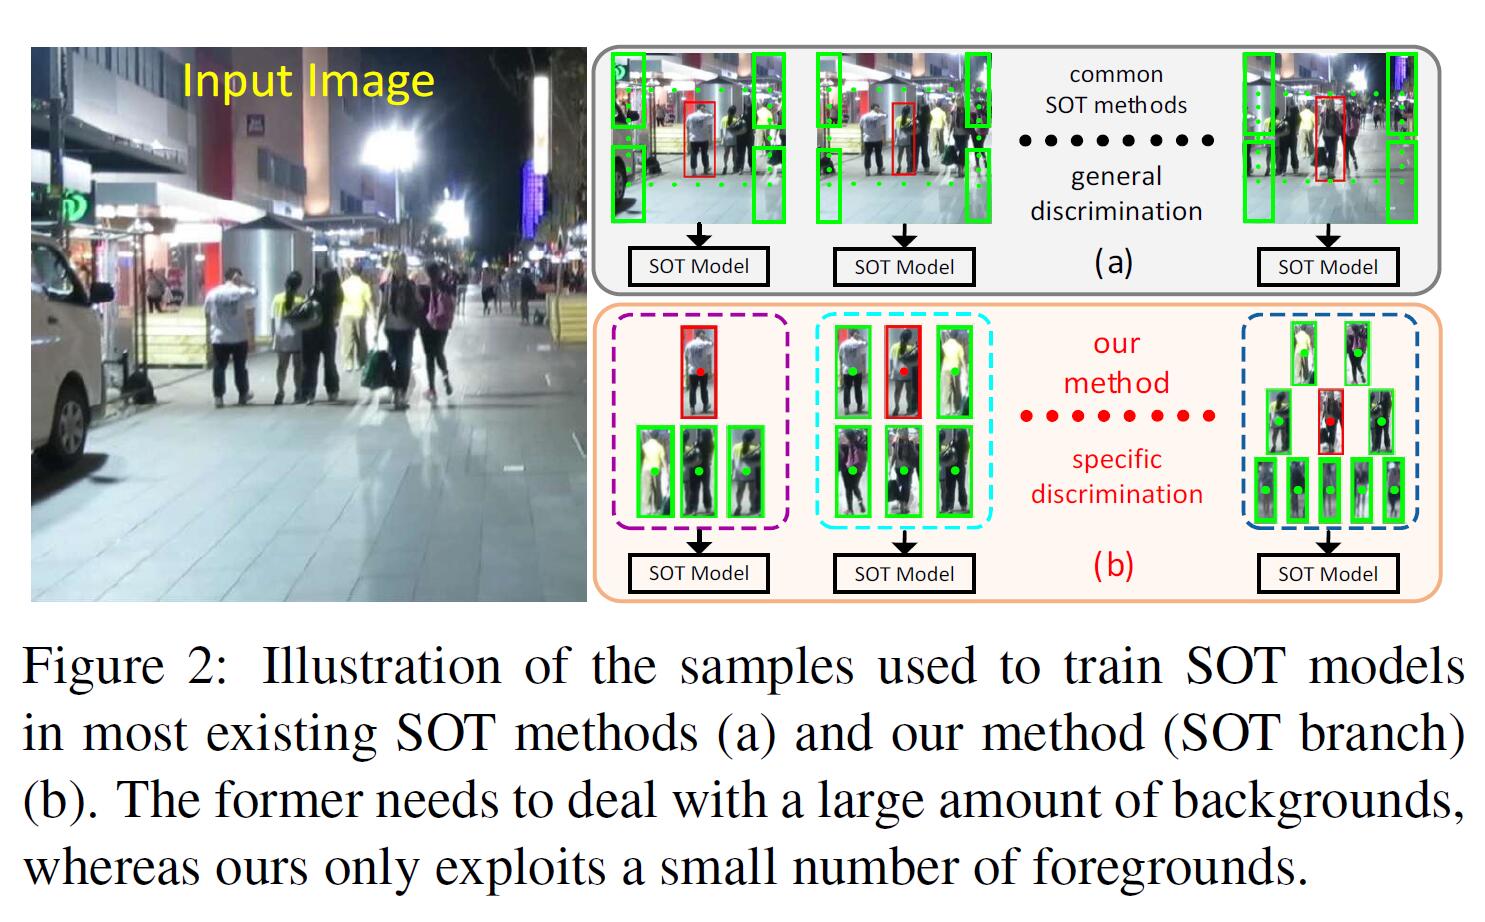 Input Image
common
SOT methods
general
discrimination
(a)
SOT Model
SOT Model
SOT Model
our
method
specific
discrimination
(b)
SOT Model
SOT Model
SOT Model
Figure 2: Illustration of the samples used to train SOT models
in most existing SOT methods (a) and our method (SOT branch)
(b). The former needs to deal with a large amount of backgrounds,
whereas ours only exploits a small number of foregrounds.